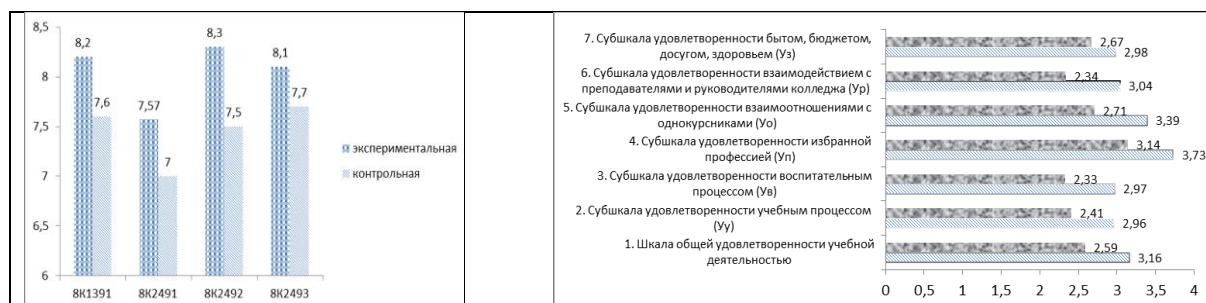 8,5
8
7,5
7
6,5
6
8,2
7,6
7,57
7
8,3
7,5
8,1
7,7
8К1391
8К2491
8К2492
8К2493
экспериментальная
контрольная
7. Субшкала удовлетворенности бытом, бюджетом,
досугом, здоровьем (Уз)
2,67
2,98
6. Субшкала удовлетворенности взаимодействием с
преподавателями и руководителями колледжа (Ур)
2,34
3,04
5. Субшкала удовлетворенности взаимоотношениями с
однокурсниками (Уо)
2,71
3,39
4. Субшкала удовлетворенности избранной
профессией (Уп)
3,14
3,73
3. Субшкала удовлетворенности воспитательным
процессом (Ув)
2,33
2,97
2. Субшкала удовлетворенности учебным процессом
(Уу)
2,41
2,96
1. Шкала общей удовлетворенности учебной
деятельностью
2,59
3,16
0 0,5 1 1,5 2 2,5 3 3,5 4